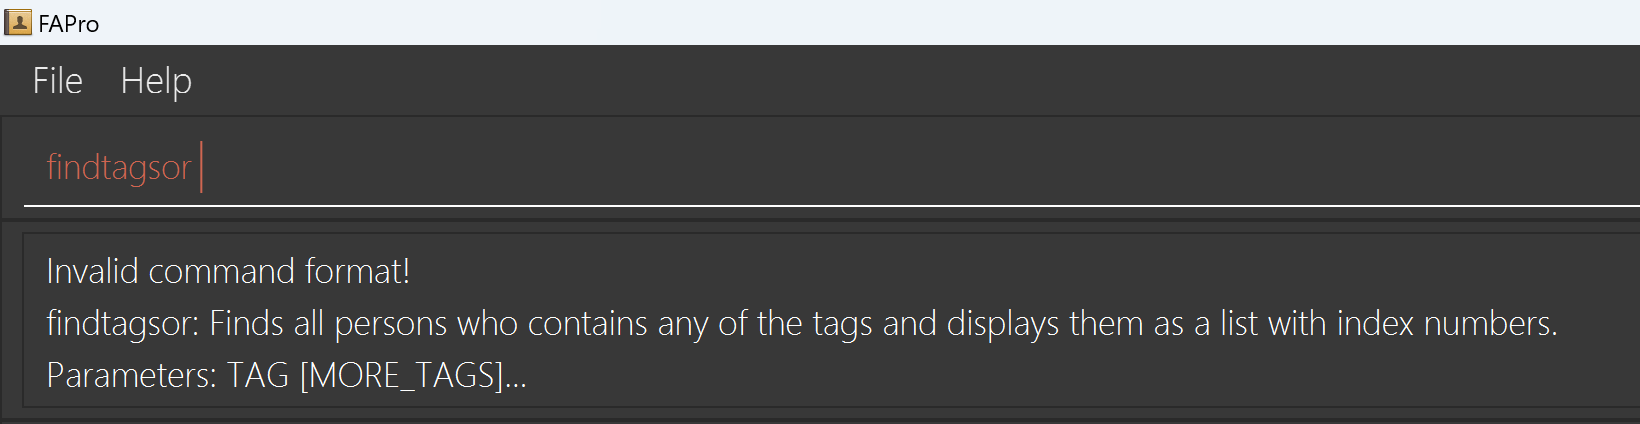 FAPro
File Help
findtagsor
Invalid command format!
findtagsor: Finds all persons who contains any of the tags and displays them as a list with index numbers.
Parameters: TAG [MORE_TAGS]...